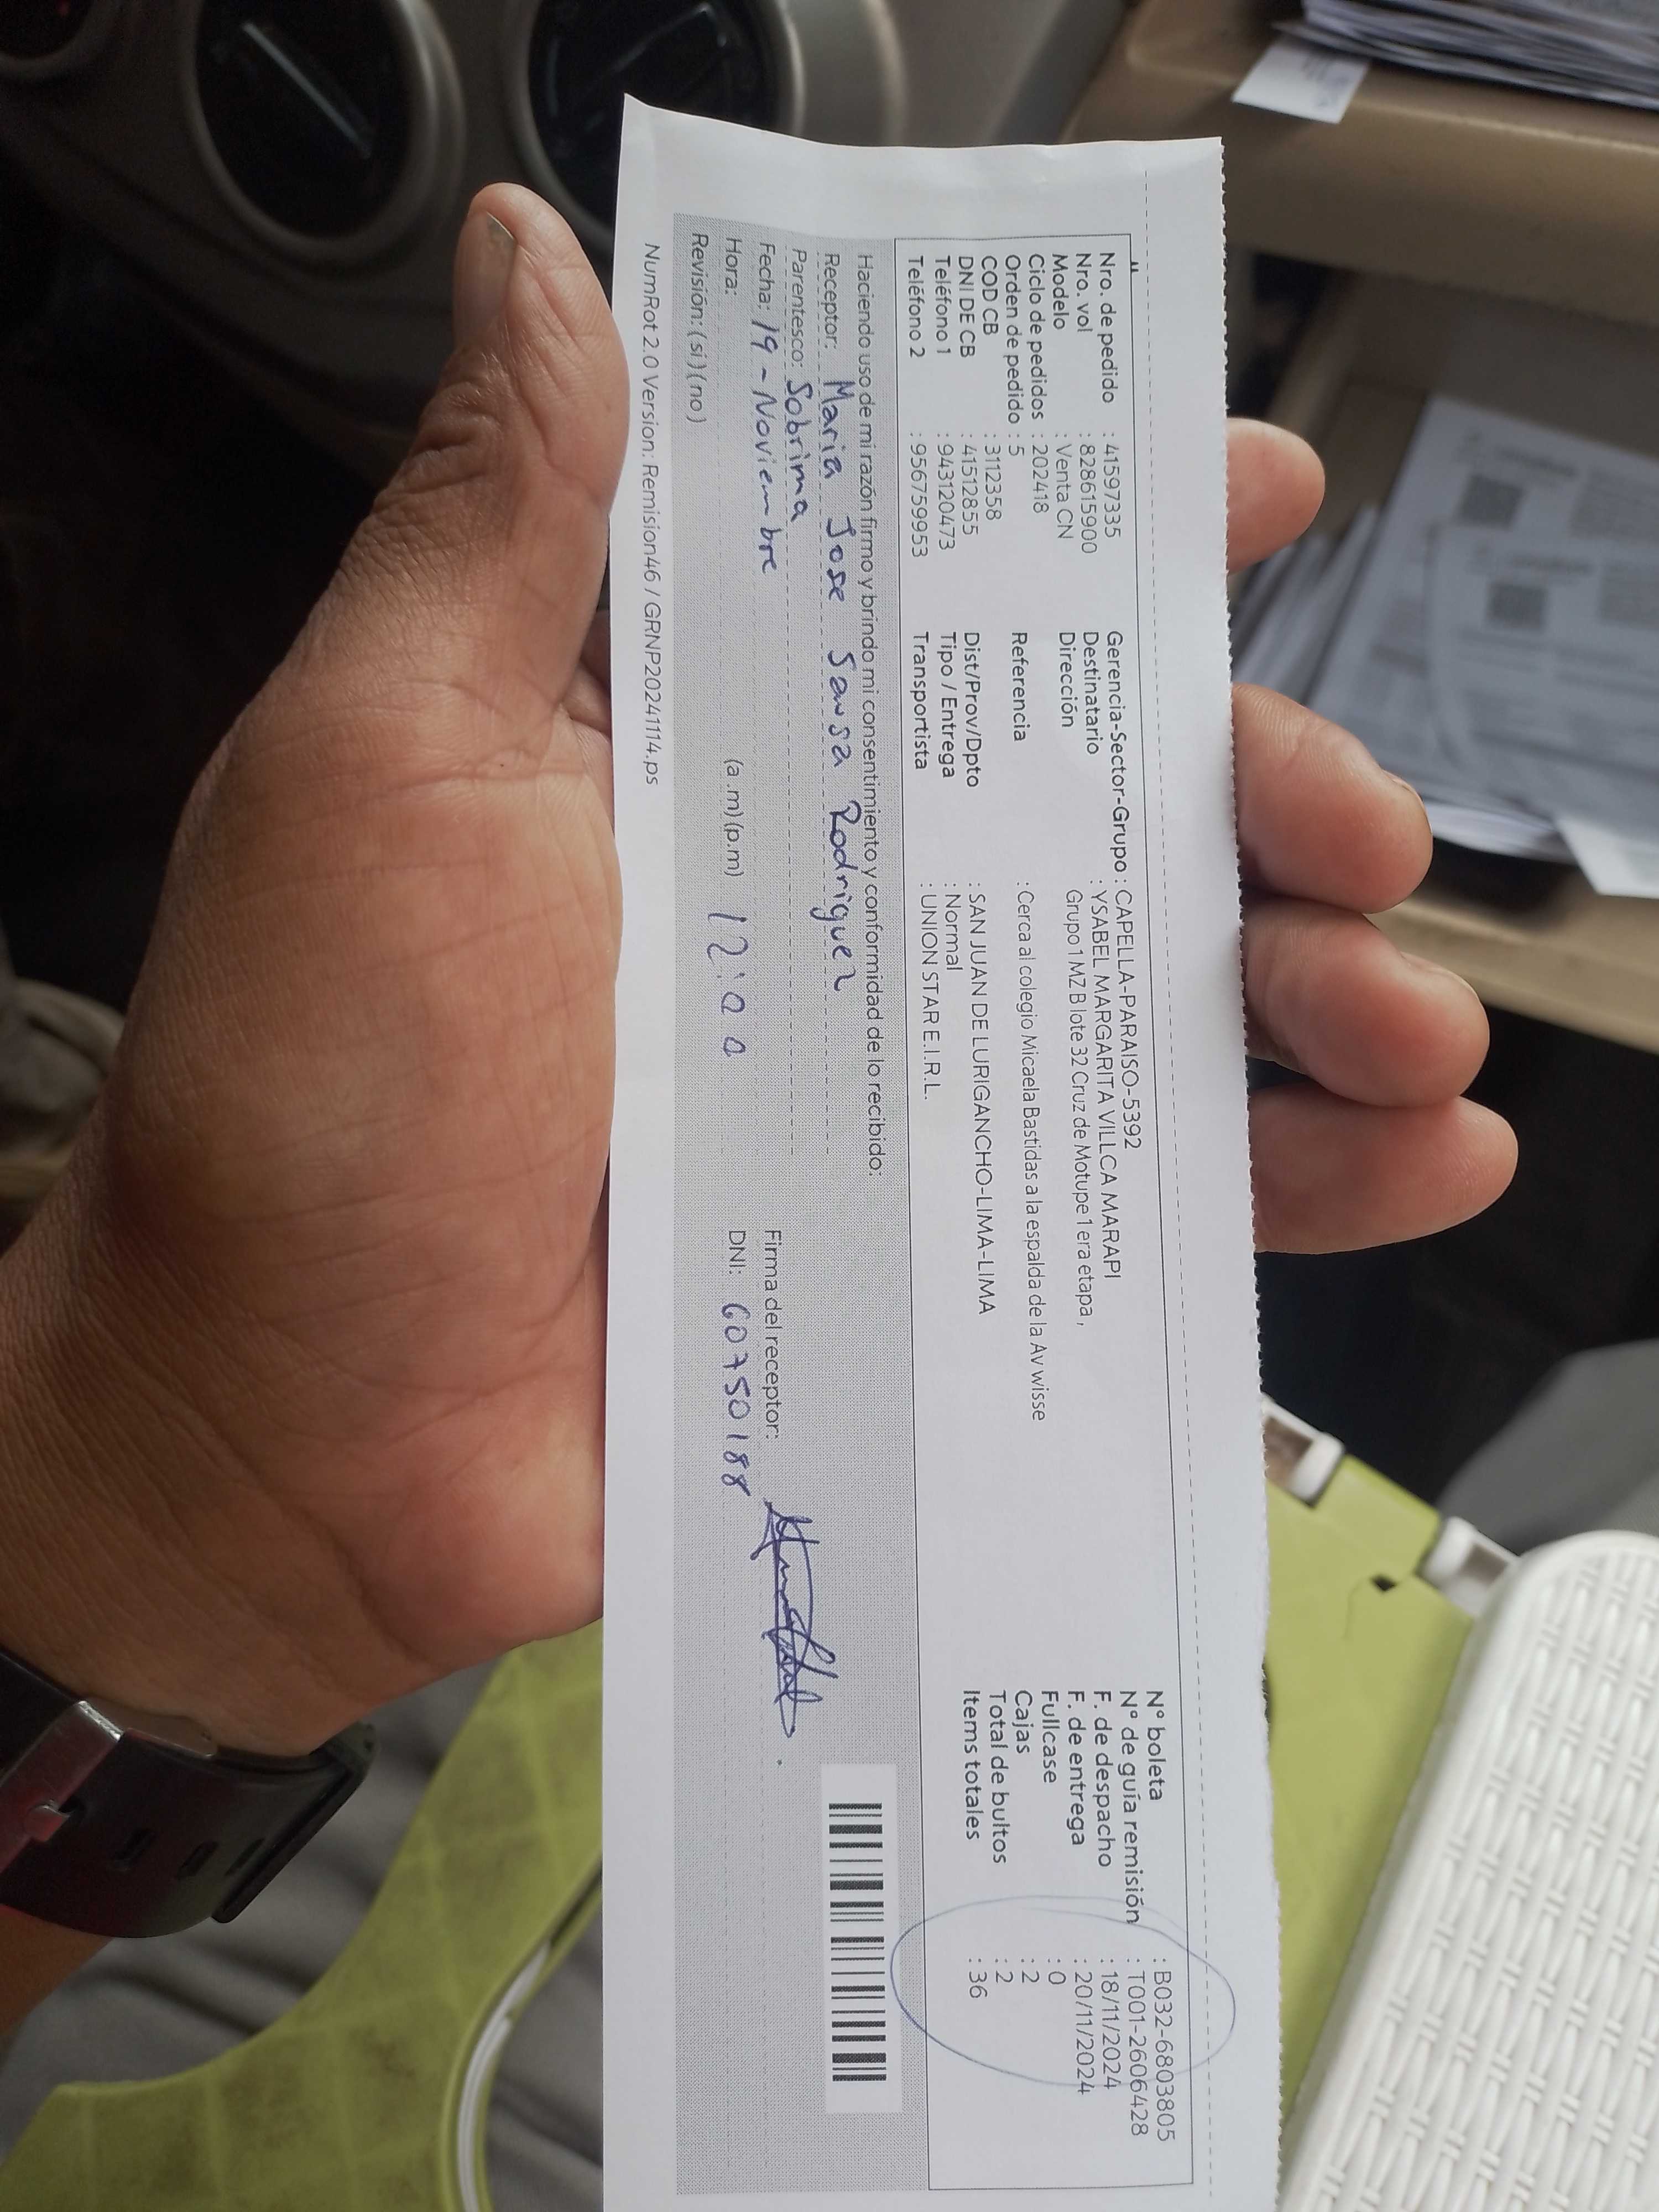 Nro. de pedido : 41597335
Nro. vol : 828615900
Modelo : Venta CN
Ciclo de pedidos : 202418
Orden de pedido : 5
COD CB : 3112358
DNI DE CB : 41512855
Teléfono 1 : 943120473
Teléfono 2 : 956759953
Gerencia-Sector-Grupo : CAPELLA-PARAISO-5392
Destinatario : YSABEL MARGARITA VILLCA MARAPI
Dirección Grupo 1 MZ B lote 32 Cruz de Motupe 1 era etapa ,
Referencia : Cerca al colegio Micaela Bastidas a la espalda de la Av wisse
Dist/Prov/Dpto : SAN JUAN DE LURIGANCHO-LIMA-LIMA
Tipo / Entrega : Normal
Transportista : UNION STAR E.I.R.L.
N° boleta : B032-6803805
N° de guía remisión : T001-2606428
F. de despacho : 18/11/2024
F. de entrega : 20/11/2024
Fullcase : 0
Cajas : 2
Total de bultos : 2
Items totales : 36
Haciendo uso de mi razón firmo y brindo mi consentimiento y conformidad de lo recibido:
Receptor: Maria Jose Sausa Rodriguez
Parentesco: Sobrina
Fecha: 19 - Noviembre
Firma del receptor:
Hora: (a.m) (p.m) 12:00
DNI: 60750188
Revisión: ( si ) ( no )
NumRot 2.0 Version: Remision46 / GRNP20241114.ps